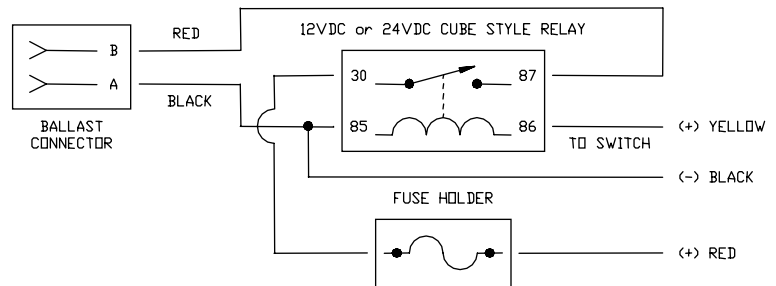 RED
12VDC or 24VDC CUBE STYLE RELAY
B
30
87
A
BLACK
85
86
(+) YELLOW
BALLAST
CONNECTOR
TO SWITCH
(-) BLACK
FUSE HOLDER
(+) RED